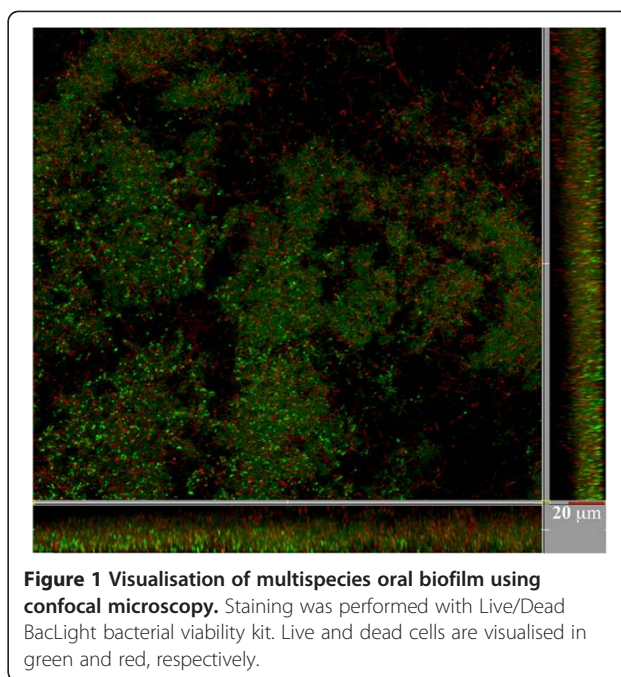 20 µm
Figure 1 Visualisation of multispecies oral biofilm using
confocal microscopy. Staining was performed with Live/Dead
BacLight bacterial viability kit. Live and dead cells are visualised in
green and red, respectively.